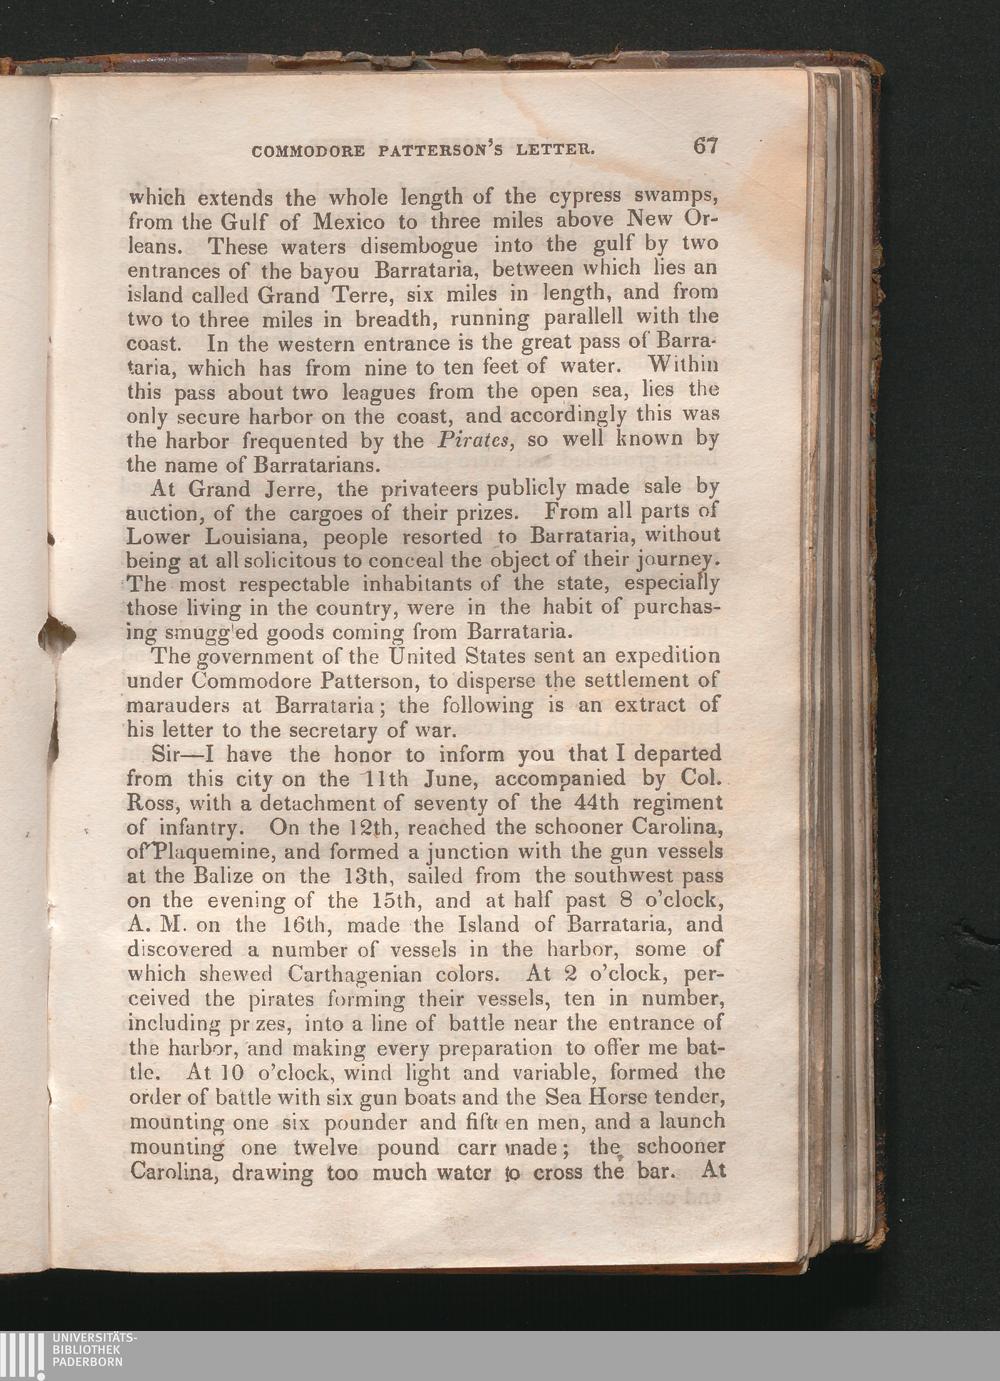 COMMODORE PATTERSON'S LETTER. 67
which extends the whole length of the cypress swamps,
from the Gulf of Mexico to three miles above New Or-
leans. These waters disembogue into the gulf by two
entrances of the bayou Barrataria, between which lies an
island called Grand Terre, six miles in length, and from
two to three miles in breadth, running parallell with the
coast. In the western entrance is the great pass of Barra-
taria, which has from nine to ten feet of water. Within
this pass about two leagues from the open sea, lies the
only secure harbor on the coast, and accordingly this was
the harbor frequented by the Pirates, so well known by
the name of Barratarians.
At Grand Jerre, the privateers publicly made sale by
auction, of the cargoes of their prizes. From all parts of
Lower Louisiana, people resorted to Barrataria, without
being at all solicitous to conceal the object of their journey.
The most respectable inhabitants of the state, especially
those living in the country, were in the habit of purchas-
ing smuggled goods coming from Barrataria.
The government of the United States sent an expedition
under Commodore Patterson, to disperse the settlement of
marauders at Barrataria; the following is an extract of
his letter to the secretary of war.
Sir—I have the honor to inform you that I departed
from this city on the 11th June, accompanied by Col.
Ross, with a detachment of seventy of the 44th regiment
of infantry. On the 12th, reached the schooner Carolina,
of Plaquemine, and formed a junction with the gun vessels
at the Balize on the 13th, sailed from the southwest pass
on the evening of the 15th, and at half past 8 o'clock,
A. M. on the 16th, made the Island of Barrataria, and
discovered a number of vessels in the harbor, some of
which shewed Carthagenian colors. At 2 o'clock, per-
ceived the pirates forming their vessels, ten in number,
including prizes, into a line of battle near the entrance of
the harbor, and making every preparation to offer me bat-
tle. At 10 o'clock, wind light and variable, formed the
order of battle with six gun boats and the Sea Horse tender,
mounting one six pounder and fifteen men, and a launch
mounting one twelve pound carronade; the schooner
Carolina, drawing too much water to cross the bar. At
UNIVERSITÄTS-
BIBLIOTHEK
PADERBORN